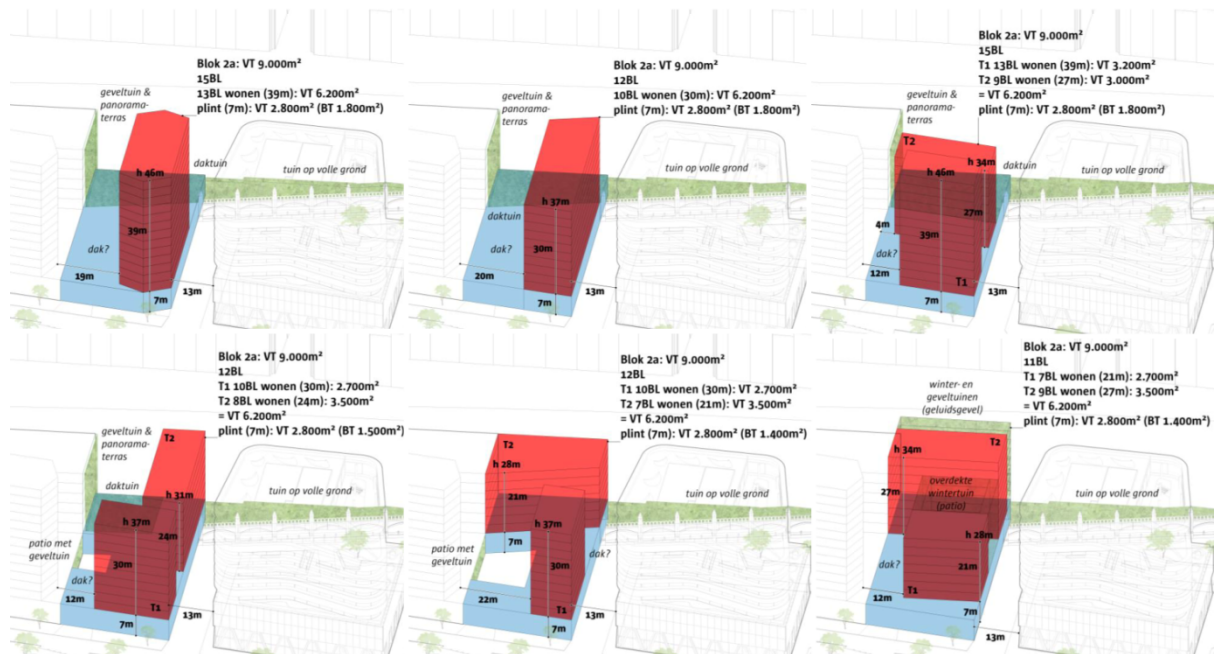 Blok 2a: VT 9.000m²
15BL
13BL wonen (39m): VT 6.200m²
plint (7m): VT 2.800m² (BT 1.800m²)
geveltuin &
panorama-
terras
daktuin
tuin op volle grond
h 46m
39m
dak?
19m
13m
7m
Blok 2a: VT 9.000m²
12BL
10BL wonen (30m): VT 6.200m²
plint (7m): VT 2.800m² (BT 1.800m²)
geveltuin &
panorama-
terras
tuin op volle grond
h 37m
daktuin
30m
dak?
20m
13m
7m
Blok 2a: VT 9.000m²
15BL
T1 13BL wonen (39m): VT 3.200m²
T2 9BL wonen (27m): VT 3.000m²
= VT 6.200m²
plint (7m): VT 2.800m² (BT 1.800m²)
geveltuin &
panorama-
terras
T2
h 34m
daktuin
tuin op volle grond
h 46m
27m
4m
39m
dak?
12m
T1
13m
7m
Blok 2a: VT 9.000m²
12BL
T1 10BL wonen (30m): 2.700m²
T2 8BL wonen (24m): 3.500m²
= VT 6.200m²
plint (7m): VT 2.800m² (BT 1.500m²)
geveltuin &
panorama-
terras
T2
daktuin
tuin op volle grond
h 31m
h 37m
24m
patio met
geveltuin
30m
dak?
12m
T1
13m
7m
Blok 2a: VT 9.000m²
12BL
T1 10BL wonen (30m): VT 2.700m²
T2 7BL wonen (21m): VT 3.500m²
= VT 6.200m²
plint (7m): VT 2.800m² (BT 1.400m²)
T2
h 28m
tuin op volle grond
21m
h 37m
7m
patio met
geveltuin
dak?
30m
22m
T1
13m
7m
Blok 2a: VT 9.000m²
11BL
T1 7BL wonen (21m): 2.700m²
T2 9BL wonen (27m): 3.500m²
= VT 6.200m²
plint (7m): VT 2.800m² (BT 1.400m²)
winter- en
geveltuinen
(geluidsgevel)
T2
h 34m
overdekte
wintertuin
(patio)
27m
tuin op volle grond
h 28m
dak?
21m
12m
T1
7m
13m